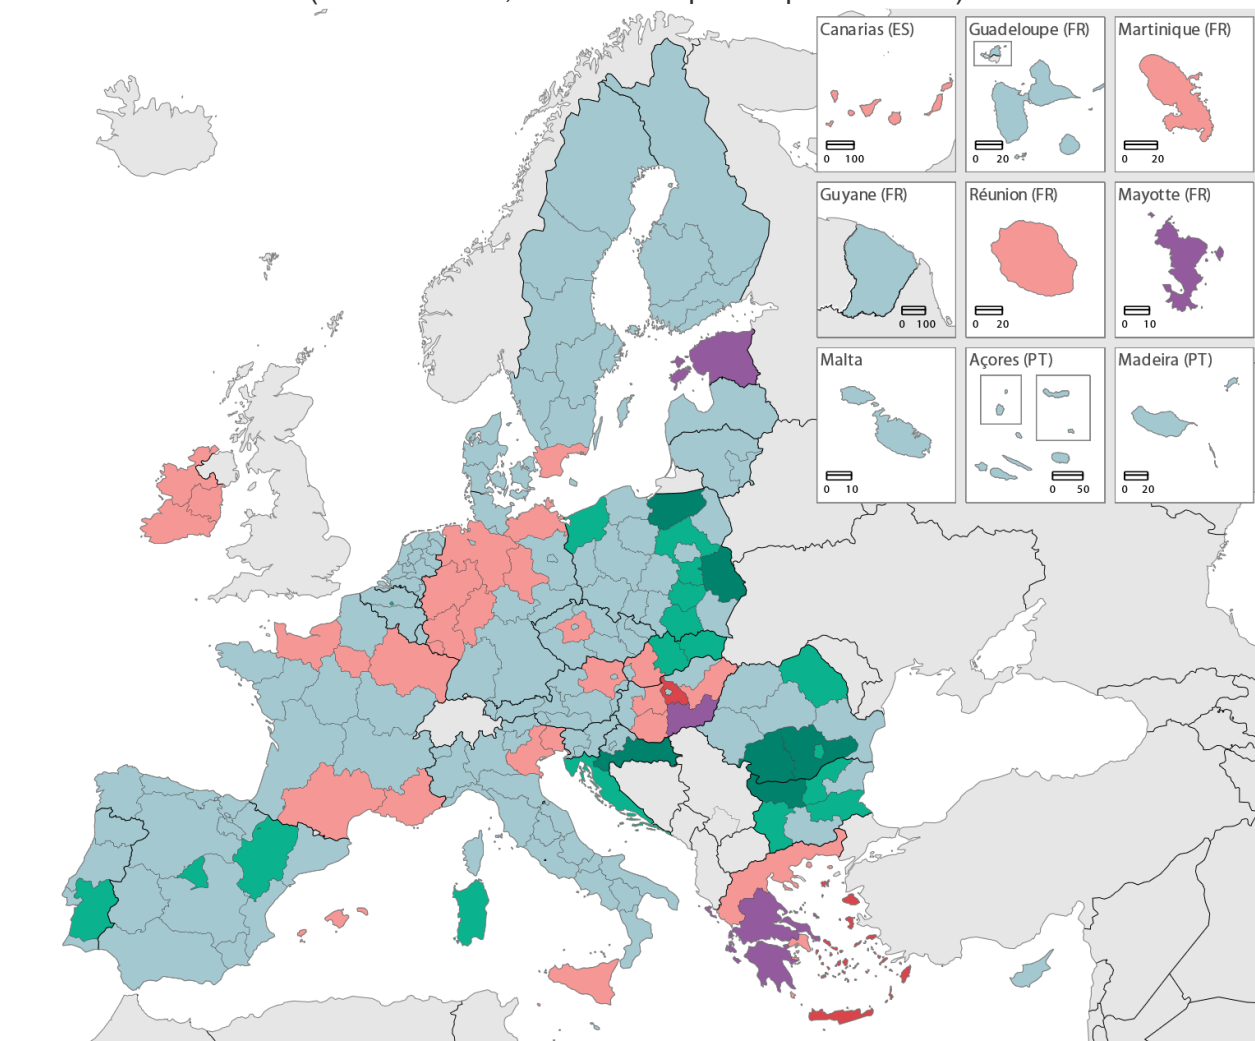 Canarias (ES)
0 100
Guadeloupe (FR)
0 20
Martinique (FR)
0 20
Guyane (FR)
0 100
Réunion (FR)
0 20
Mayotte (FR)
0 10
Malta
0 10
Açores (PT)
0 50
Madeira (PT)
0 20